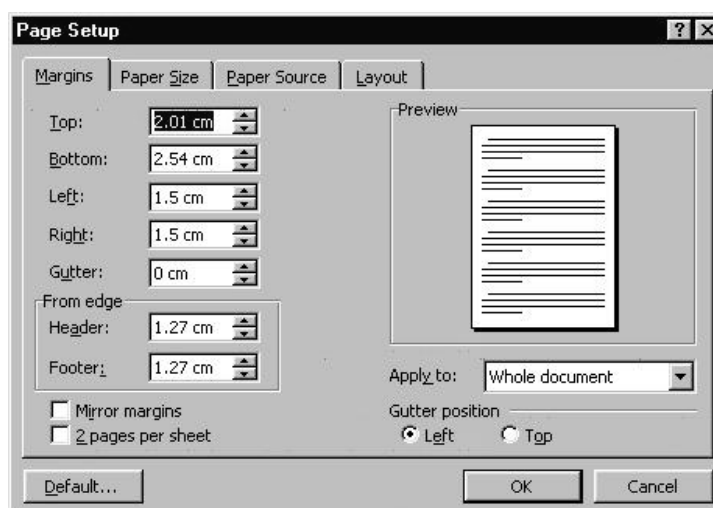 Page Setup
Margins Paper Size Paper Source Layout
Top: 2.01 cm
Bottom: 2.54 cm
Left: 1.5 cm
Right: 1.5 cm
Gutter: 0 cm
From edge
Header: 1.27 cm
Footer: 1.27 cm
Mirror margins
2 pages per sheet
Preview
Apply to: Whole document
Gutter position
Left Top
Default... OK Cancel